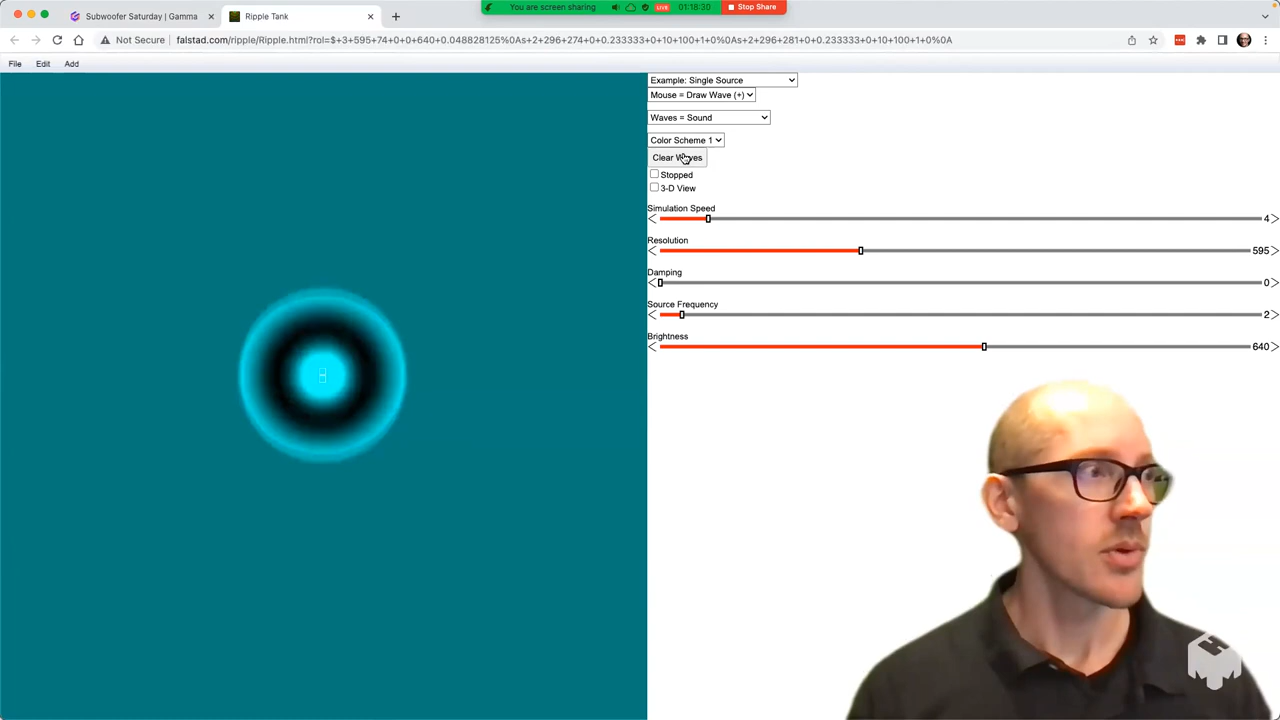 Subwoofer Saturday | Gamma
Ripple Tank
You are screen sharing
LIVE
01:18:30
Stop Share
Not Secure
falstad.com/ripple/Ripple.html?rol=$+3+595+74+0+0+640+0.048828125%0As+2+296+274+0+0.233333+0+10+100+1+0%0As+2+296+281+0+0.233333+0+10+100+1+0%0A
File Edit Add
Example: Single Source
Mouse = Draw Wave (+)
Waves = Sound
Color Scheme 1
Clear Waves
Stopped
3-D View
Simulation Speed
4
Resolution
595
Damping
0
Source Frequency
2
Brightness
640